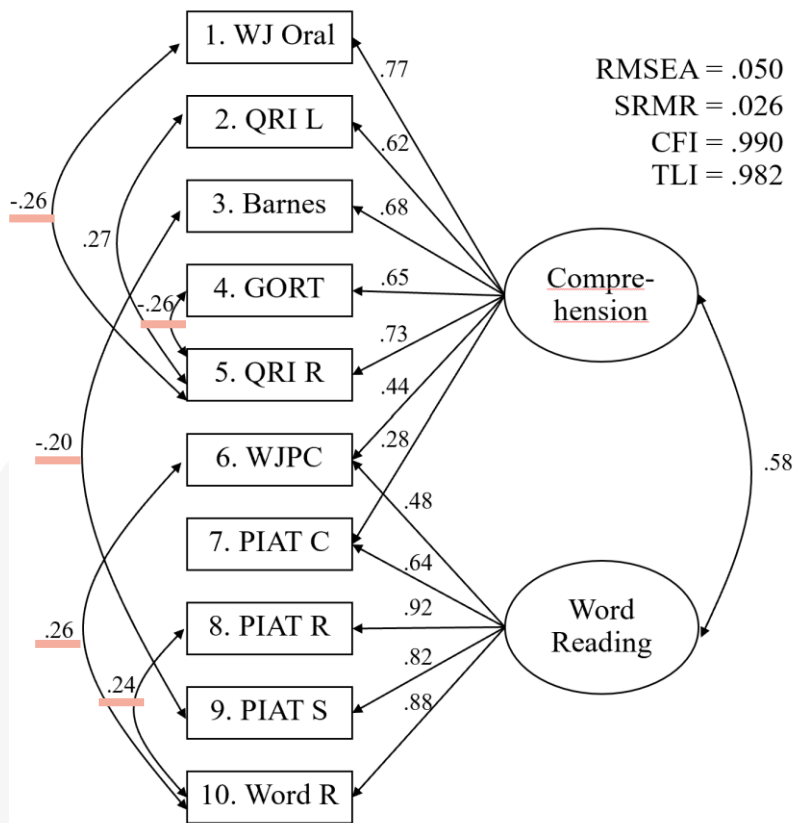 1. WJ Oral
.77
RMSEA = .050
SRMR = .026
CFI = .990
TLI = .982
2. QRI L
.62
-.26
3. Barnes
.68
.27
4. GORT
.65
-.26
Compre-
hension
5. QRI R
.73
.44
-.20
6. WJPC
.28
.58
.48
7. PIAT C
.64
8. PIAT R
.92
Word
Reading
.26
.24
9. PIAT S
.82
.88
10. Word R